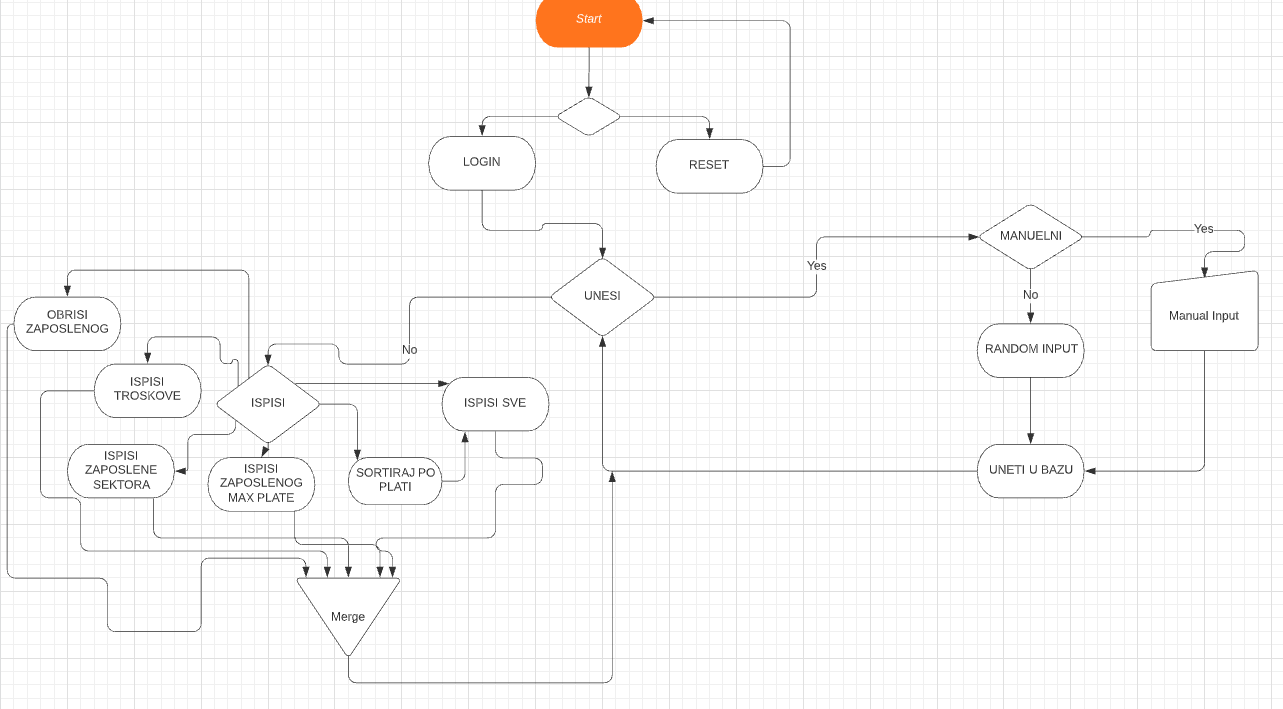 Start
LOGIN
RESET
MANUELNI
Yes
Yes
UNESI
No
Manual Input
OBRISI
ZAPOSLENOG
No
RANDOM INPUT
ISPISI
TROSKOVE
ISPISI
ISPISI SVE
ISPISI
ZAPOSLENE
SEKTORA
ISPISI
ZAPOSLENOG
MAX PLATE
SORTIRAJ PO
PLATI
UNETI U BAZU
Merge